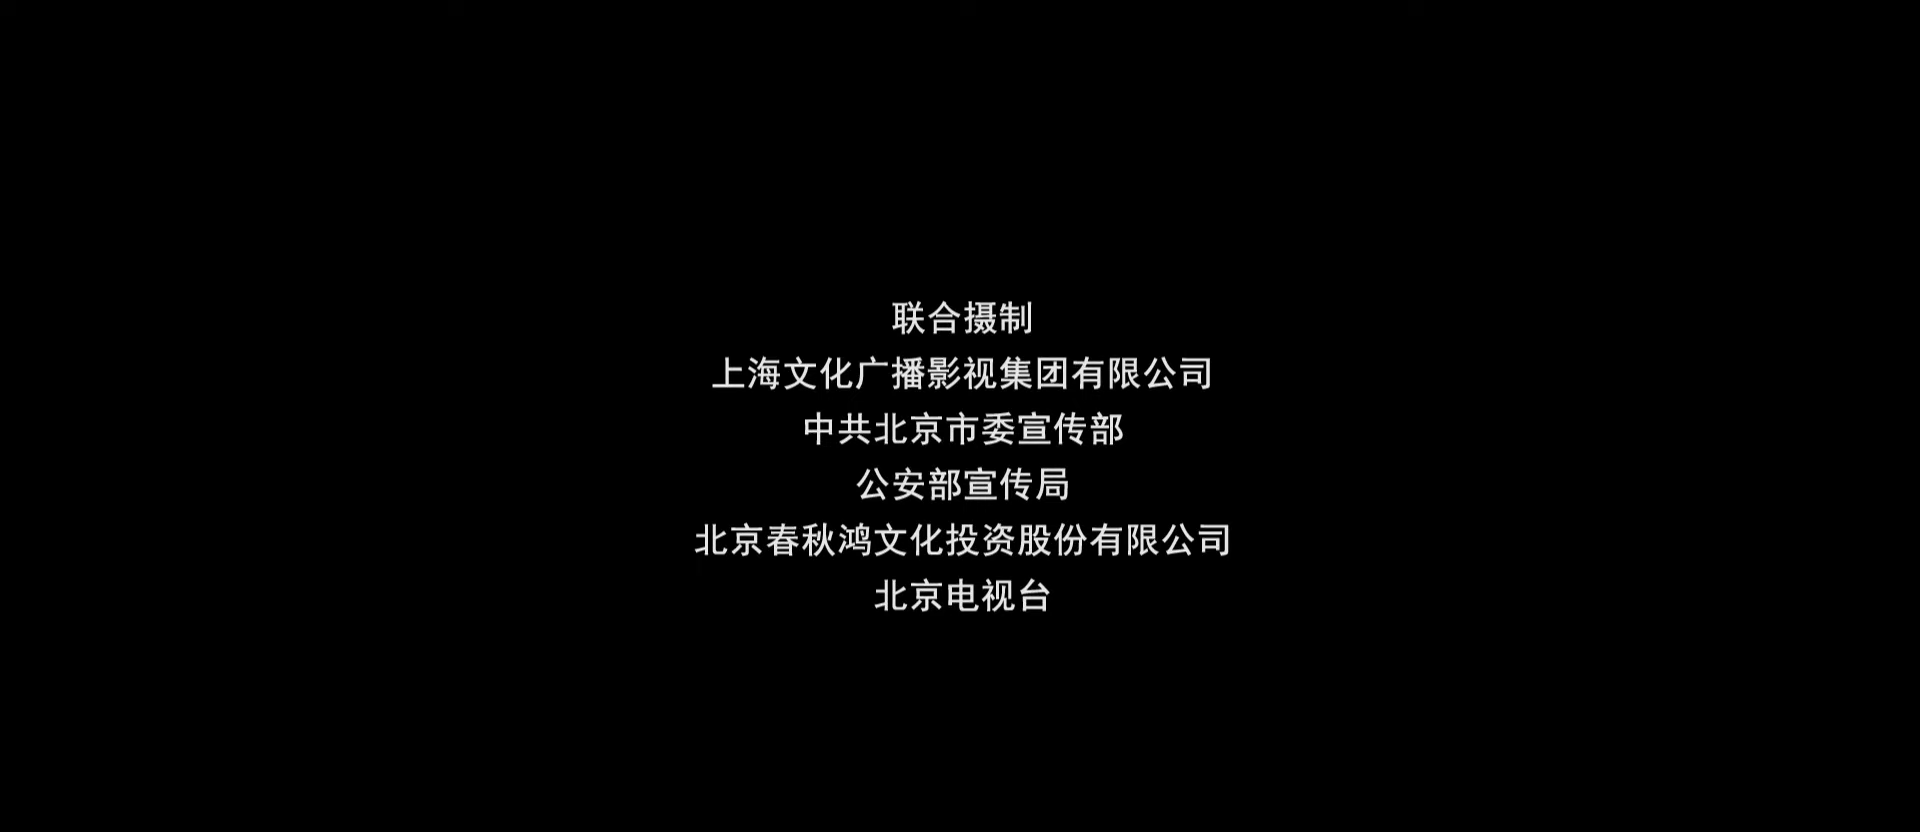 联合摄制
上海文化广播影视集团有限公司
中共北京市委宣传部
公安部宣传局
北京春秋鸿文化投资股份有限公司
北京电视台